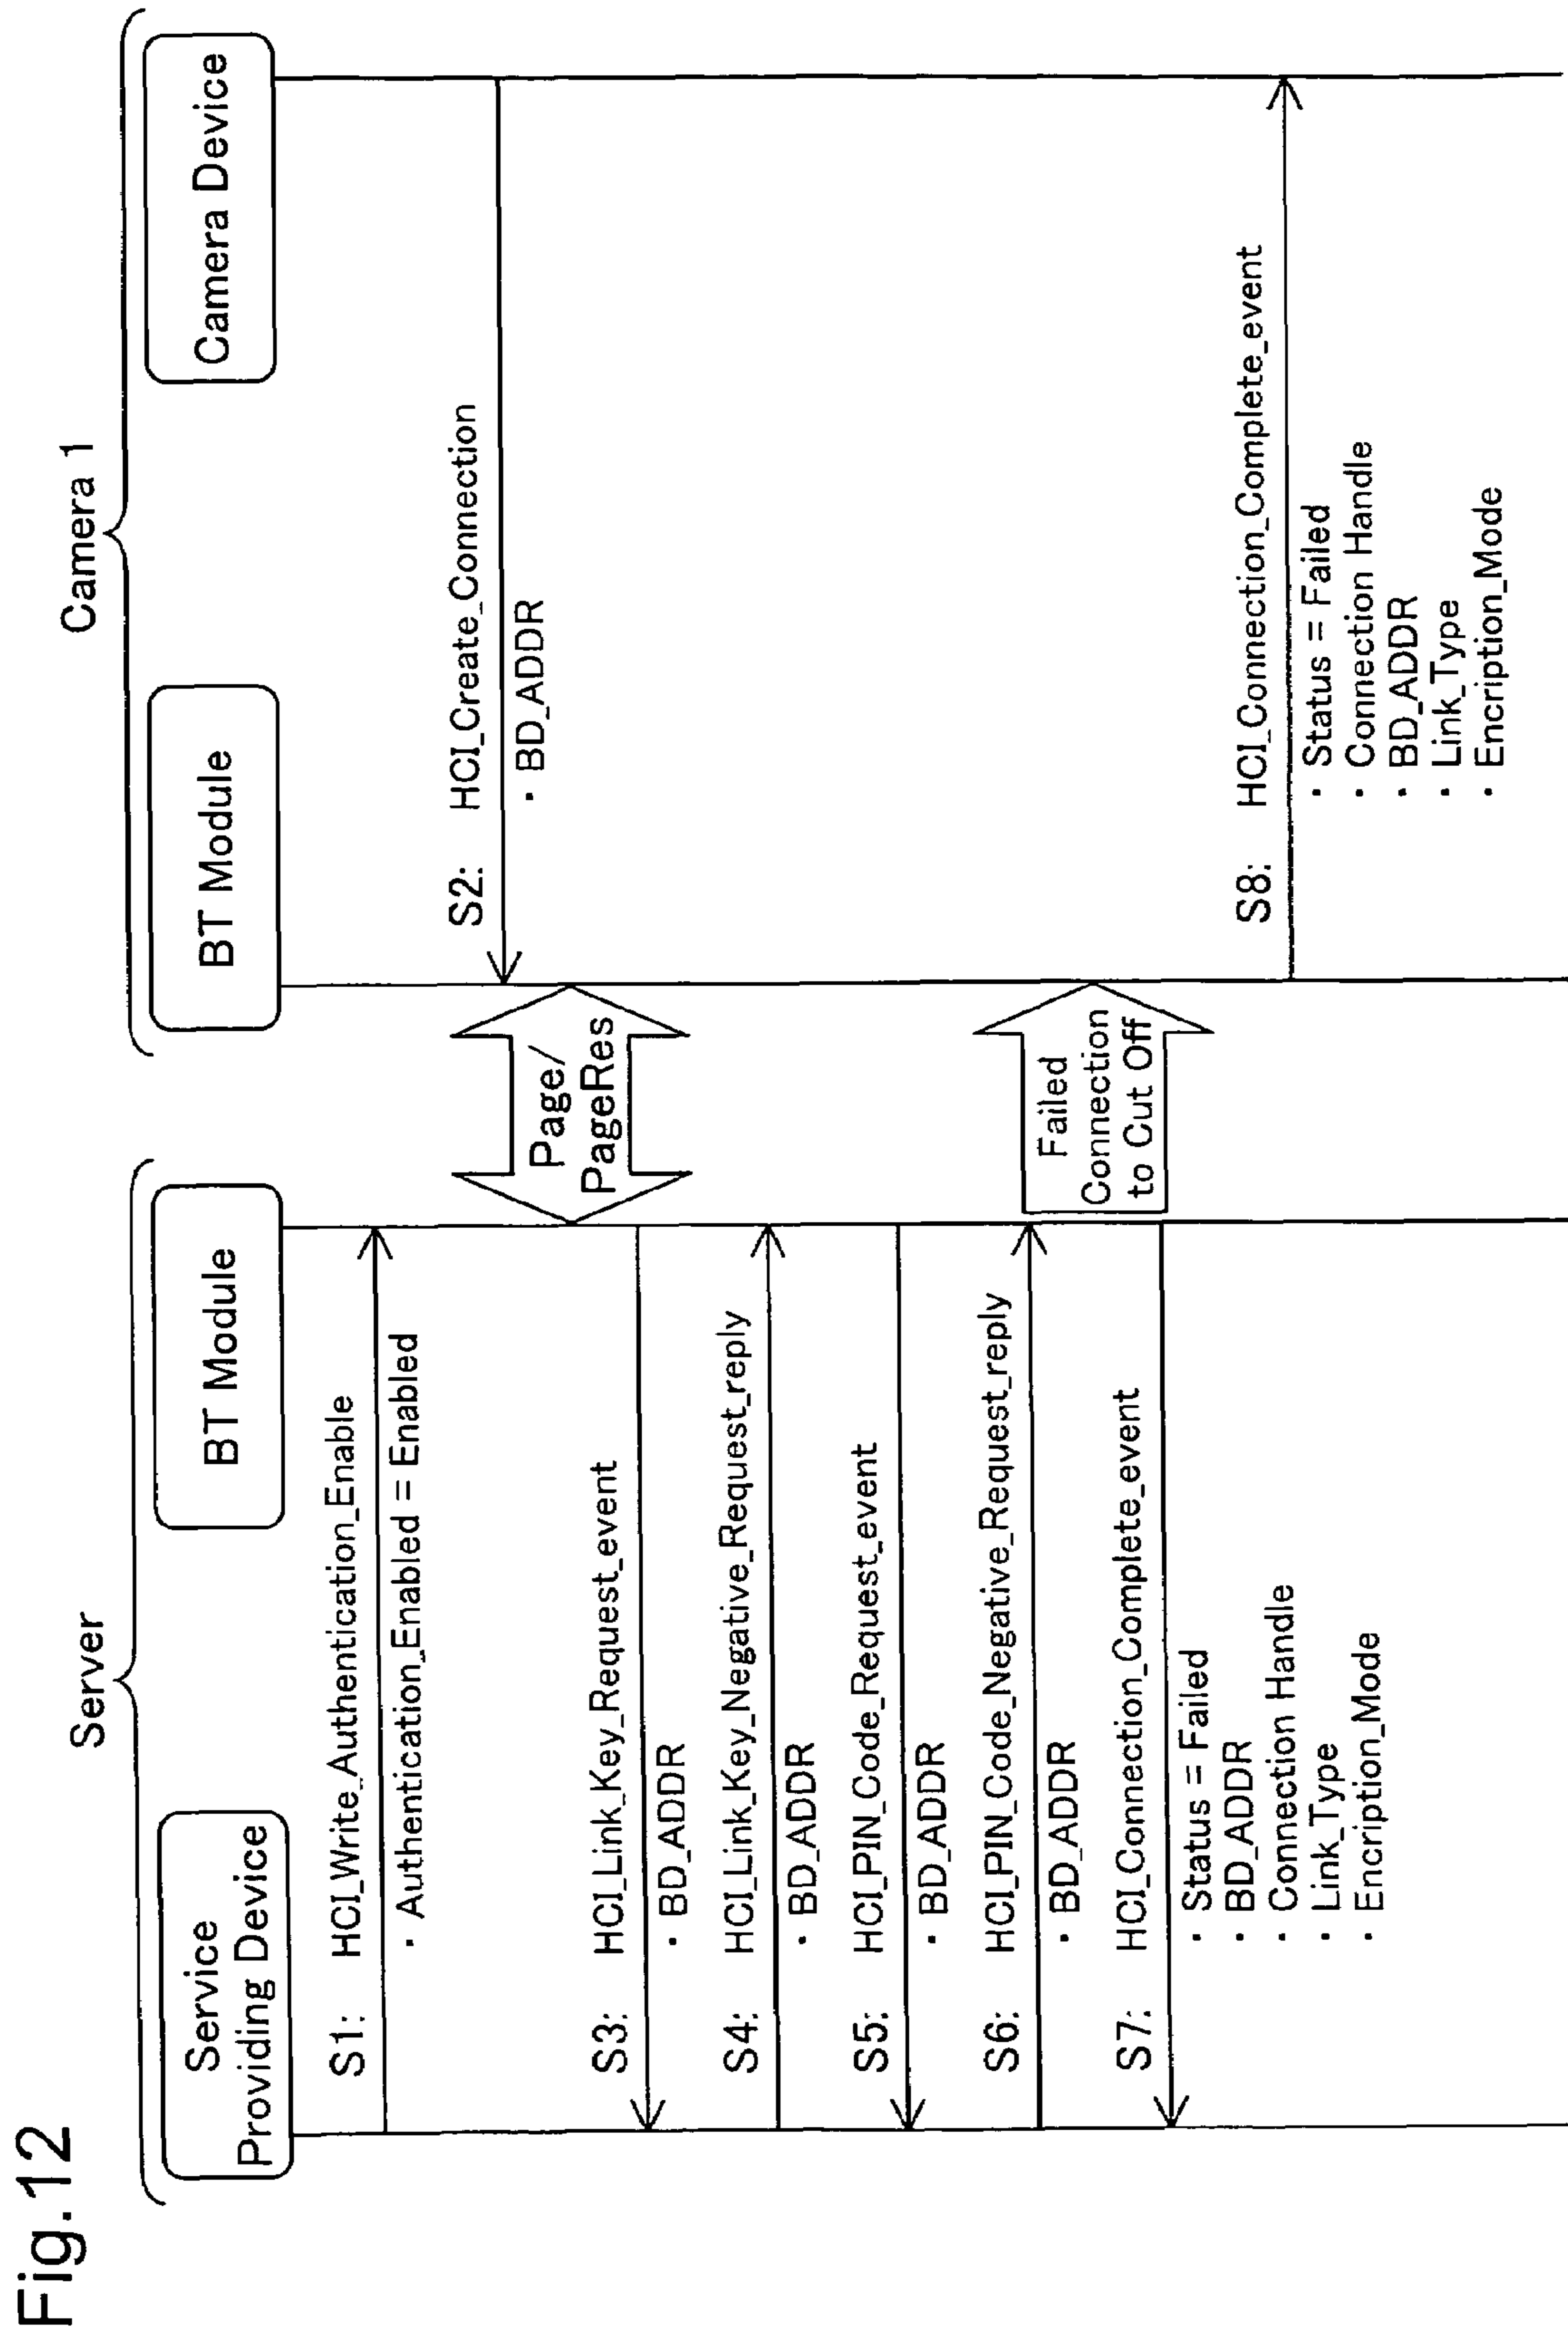 Fig.12
Server
Camera 1
Service
Providing Device
BT Module
BT Module
Camera Device
S1: HCI_Write_Authentication_Enable
· Authentication_Enabled = Enabled
S2: HCI_Create_Connection
· BD_ADDR
Page/
PageRes
S3: HCI_Link_Key_Request_event
· BD_ADDR
S4: HCI_Link_Key_Negative_Request_reply
· BD_ADDR
S5: HCI_PIN_Code_Request_event
· BD_ADDR
S6: HCI_PIN_Code_Negative_Request_reply
· BD_ADDR
Failed
Connection
to Cut Off
S7: HCI_Connection_Complete_event
· Status = Failed
· BD_ADDR
· Connection Handle
· Link_Type
· Encription_Mode
S8: HCI_Connection_Complete_event
· Status = Failed
· Connection Handle
· BD_ADDR
· Link_Type
· Encription_Mode